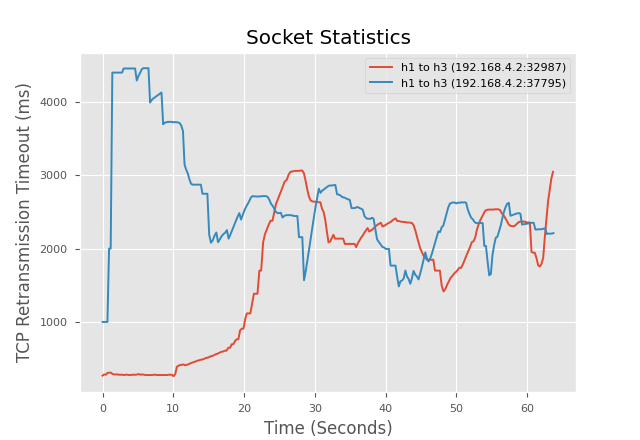 Socket Statistics
h1 to h3 (192.168.4.2:32987)
h1 to h3 (192.168.4.2:37795)
TCP Retransmission Timeout (ms)
4000
3000
2000
1000
0 10 20 30 40 50 60
Time (Seconds)